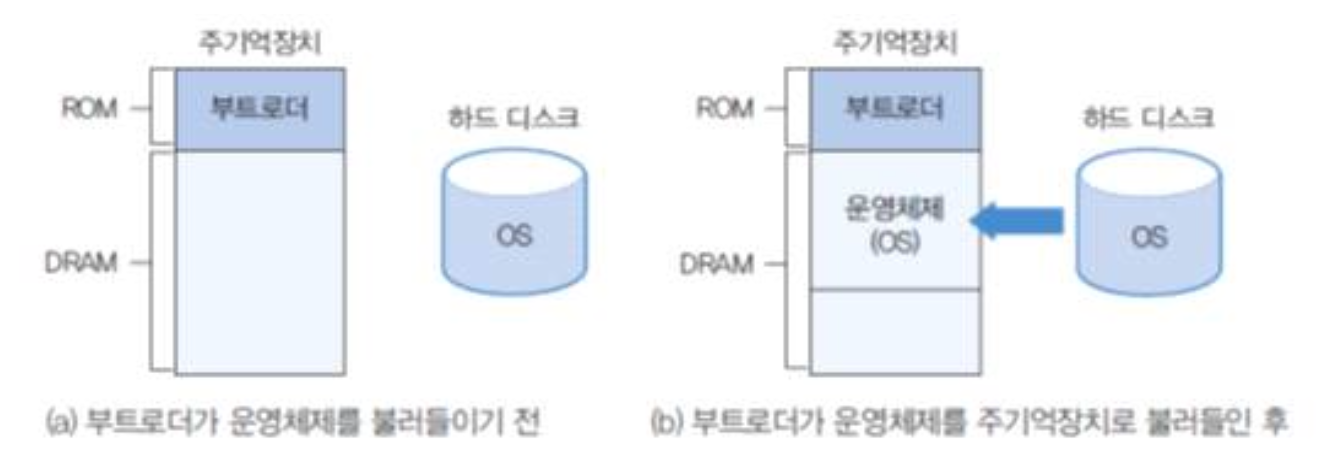 주기억장치
ROM
부트로더
하드 디스크
OS
DRAM
(a) 부트로더가 운영체제를 불러들이기 전
주기억장치
ROM
부트로더
하드 디스크
운영체제
(OS)
OS
DRAM
(b) 부트로더가 운영체제를 주기억장치로 불러들인 후